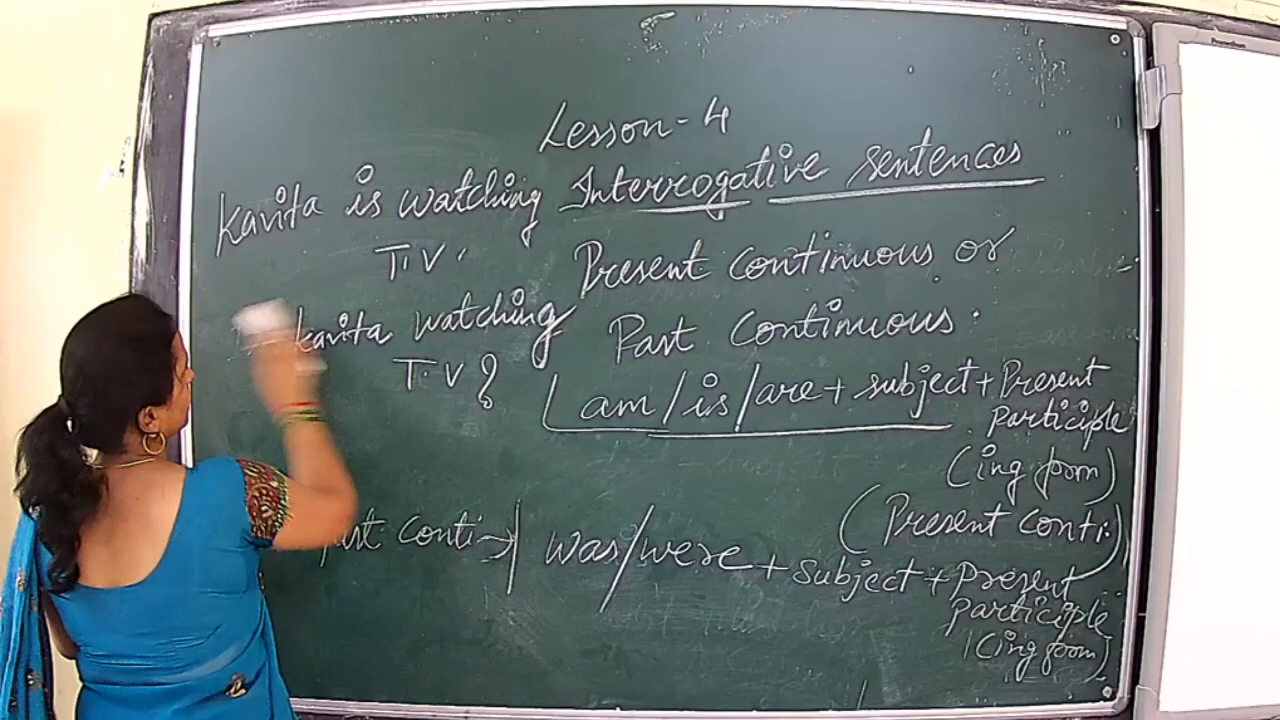 Lesson - 4
Interrogative sentences
Kavita is watching
T.V.
Present continuous or
Past Continuous.
Kavita watching
T.V ?
am/is/are + subject + Present
Participle
(ing form)
(Present conti.)
conti → was/were + subject + Present
participle
(ing form)